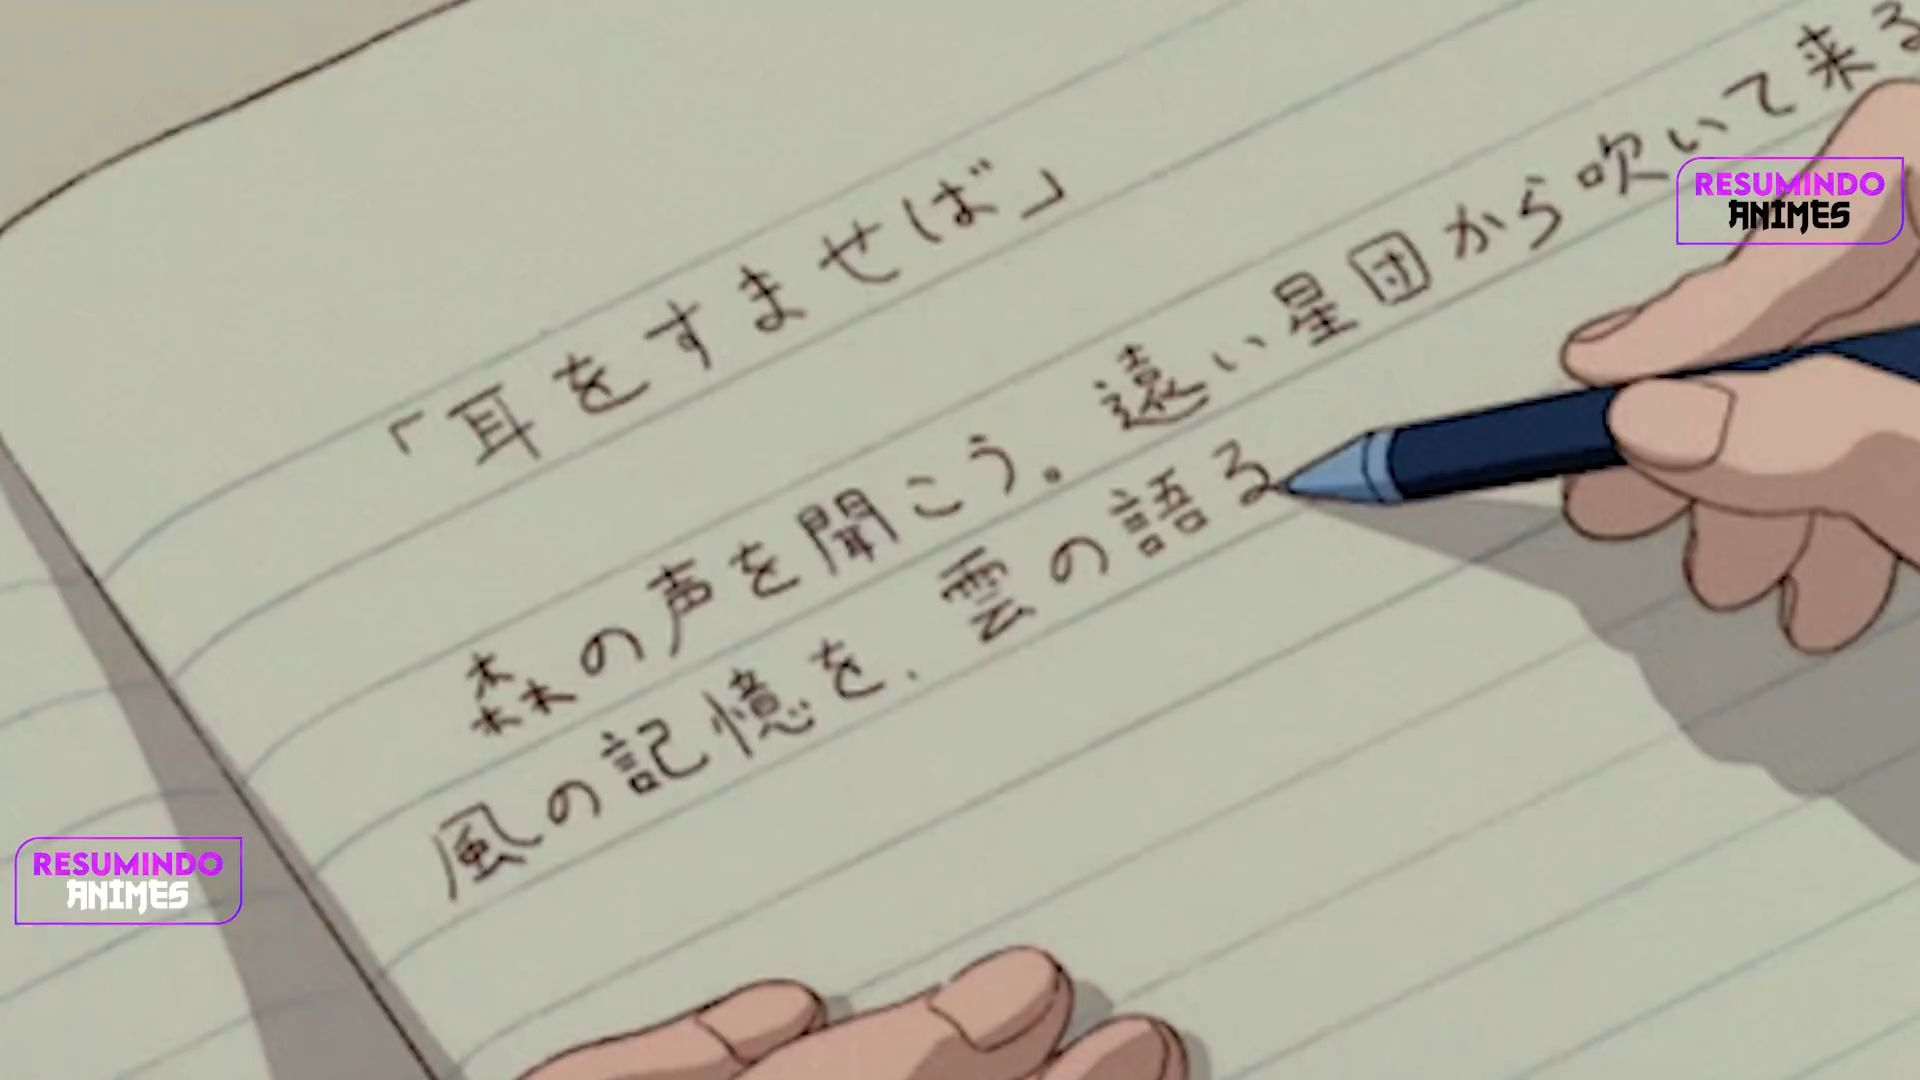 「耳をすませば」
森の声を聞こう。遠い星団から吹いて来る
風の記憶を、雲の語る
RESUMINDO
ANIMES
RESUMINDO
ANIMES